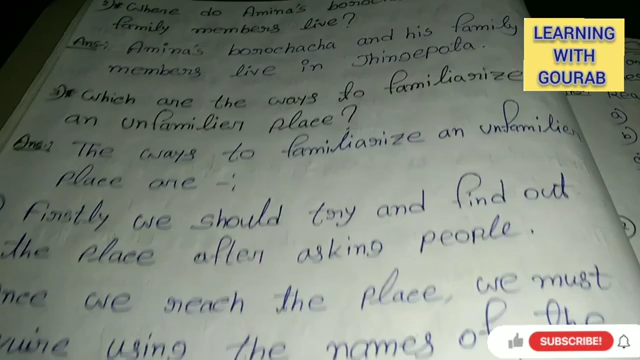 Where do Amina's
family members live?
Ans: Amina's borochacha and his family
members live in
Which are the ways to familiarize
an unfamilier place?
Ans: The ways to familiarize an unfamilier
place are -:
Firstly we should try and find out
the place after asking people.
we reach the place, we must
using the names of the
LEARNING
WITH
GOURAB
a)
b)
SUBSCRIBE!